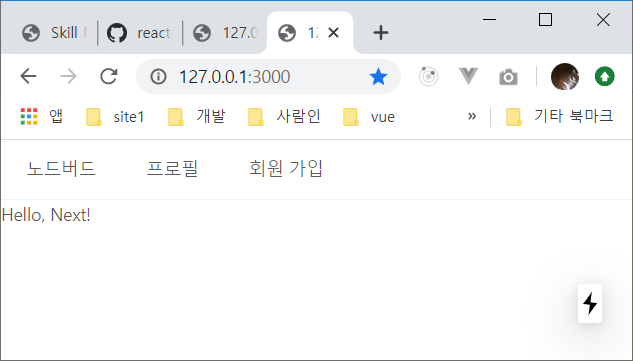 Skill
react
127.0
127.0.0.1:3000
앱 site1 개발 사람인 vue » 기타 북마크
노드버드 프로필 회원 가입
Hello, Next!